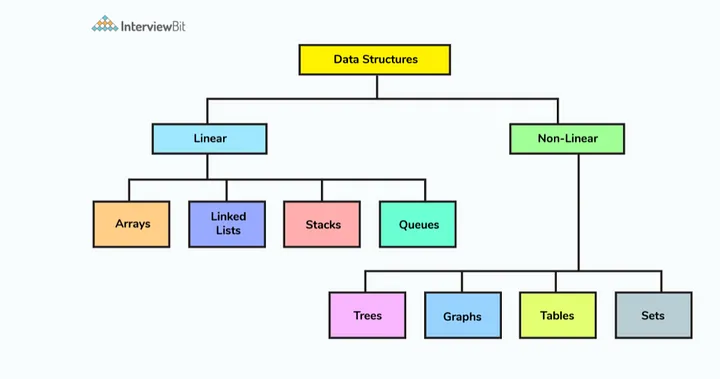 InterviewBit
Data Structures
Linear
Non-Linear
Arrays
Linked
Lists
Stacks
Queues
Trees
Graphs
Tables
Sets